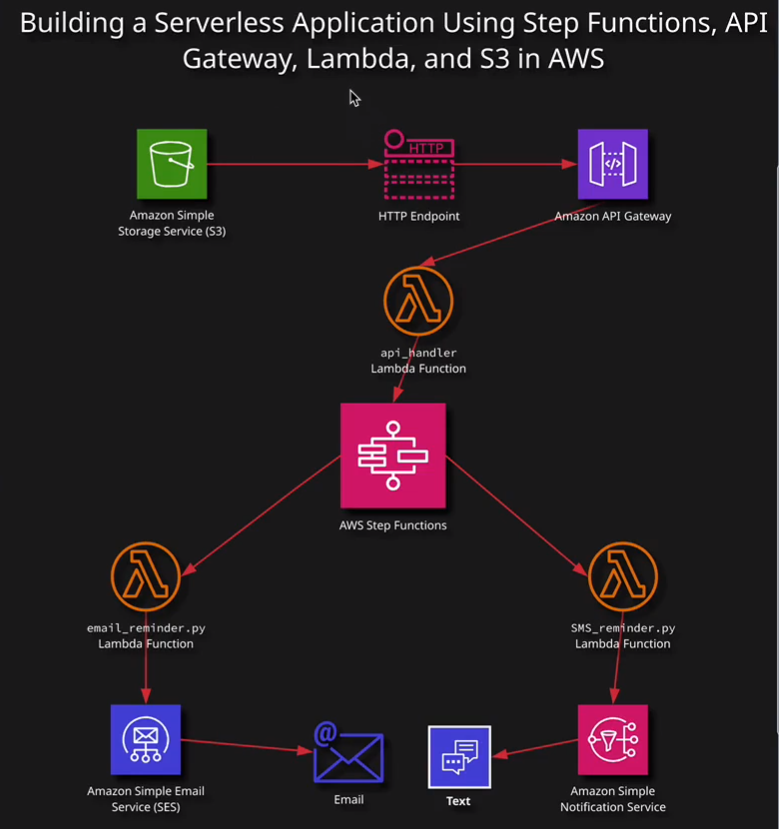 Building a Serverless Application Using Step Functions, API
Gateway, Lambda, and S3 in AWS
HTTP
Amazon Simple
Storage Service (S3)
HTTP Endpoint
Amazon API Gateway
api_handler
Lambda Function
AWS Step Functions
email_reminder.py
Lambda Function
SMS_reminder.py
Lambda Function
@
Amazon Simple Email
Service (SES)
Email
Text
Amazon Simple
Notification Service